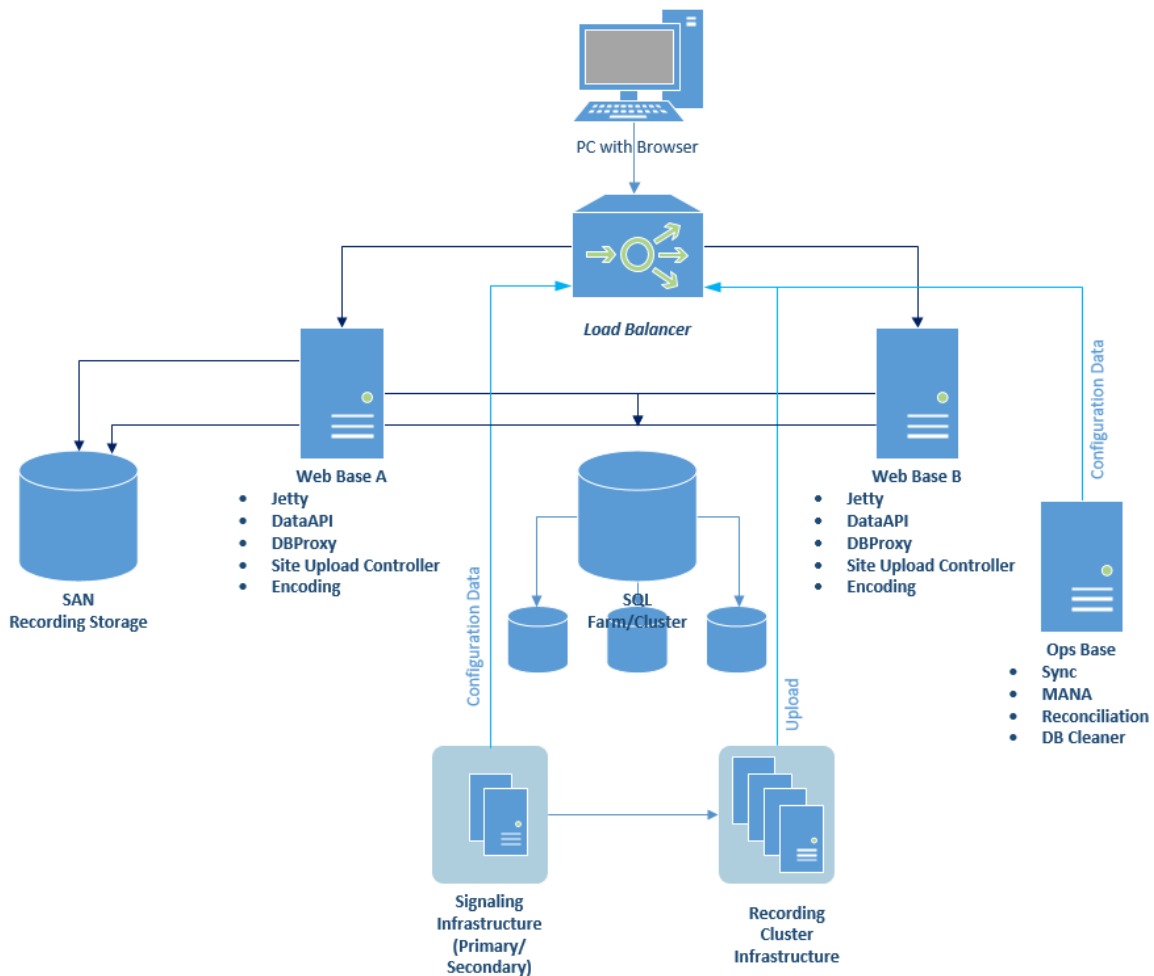 PC with Browser
Load Balancer
Configuration Data
Web Base A
• Jetty
• DataAPI
• DBProxy
• Site Upload Controller
• Encoding
Web Base B
• Jetty
• DataAPI
• DBProxy
• Site Upload Controller
• Encoding
SAN
Recording Storage
SQL
Farm/Cluster
Configuration Data
Upload
Ops Base
• Sync
• MANA
• Reconciliation
• DB Cleaner
Signaling
Infrastructure
(Primary/
Secondary)
Recording
Cluster
Infrastructure